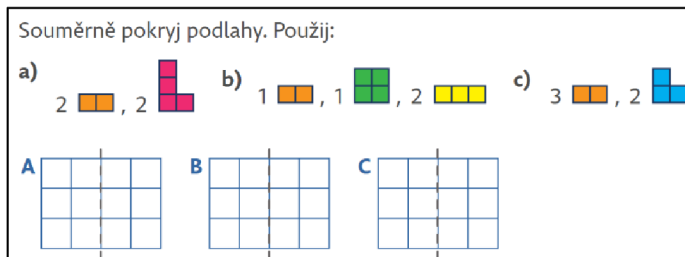 Souměrně pokryj podlahy. Použij:
a) 2 , 2 b) 1 , 1 , 2 c) 3 , 2
A B C